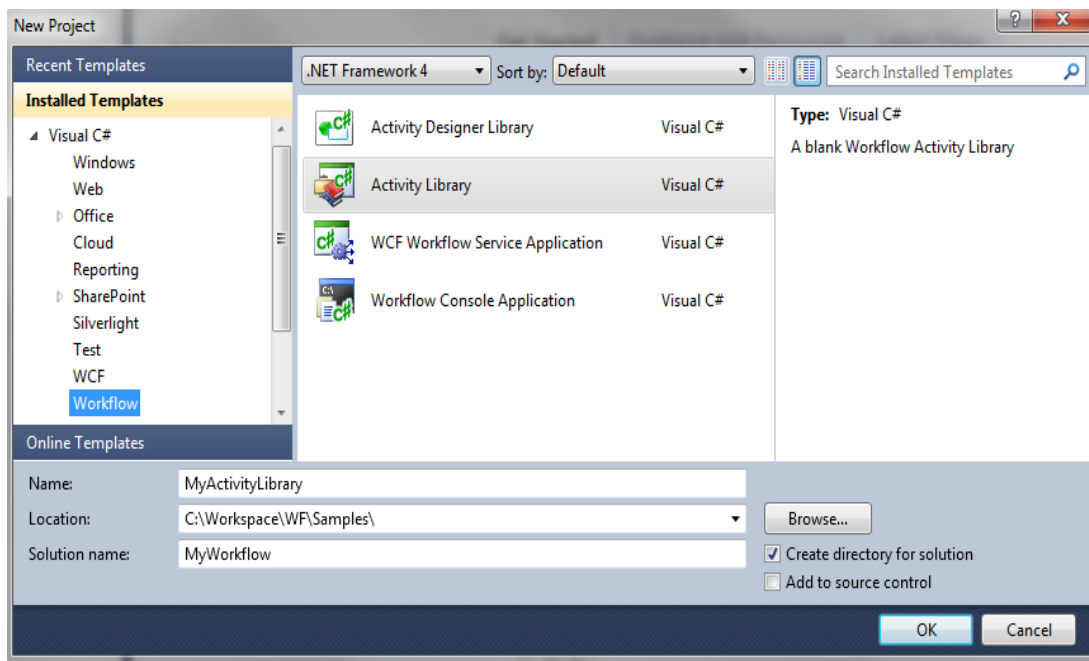 New Project
Recent Templates
Installed Templates
Visual C#
Windows
Web
Office
Cloud
Reporting
SharePoint
Silverlight
Test
WCF
Workflow
Online Templates
.NET Framework 4 Sort by: Default Search Installed Templates
Activity Designer Library Visual C#
Activity Library Visual C#
WCF Workflow Service Application Visual C#
Workflow Console Application Visual C#
Type: Visual C#
A blank Workflow Activity Library
Name: MyActivityLibrary
Location: C:\Workspace\WF\Samples\ Browse...
Solution name: MyWorkflow
Create directory for solution
Add to source control
OK Cancel